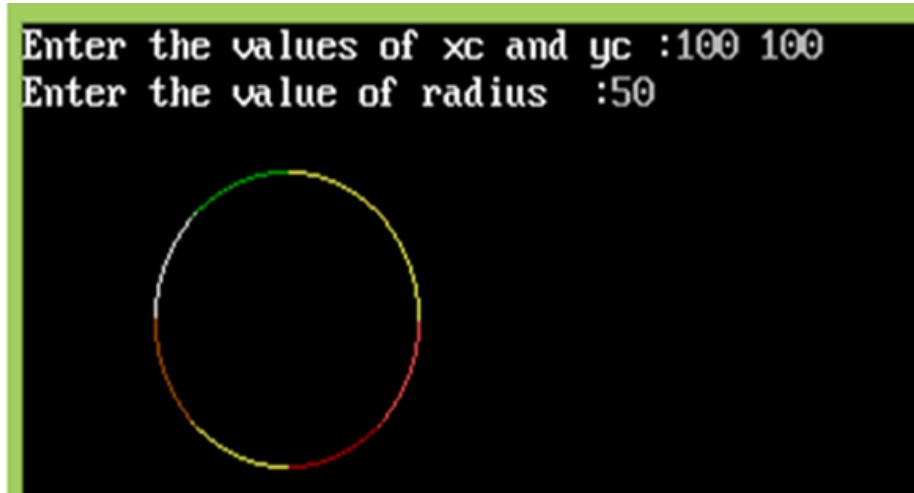 Enter the values of xc and yc :100 100
Enter the value of radius  :50